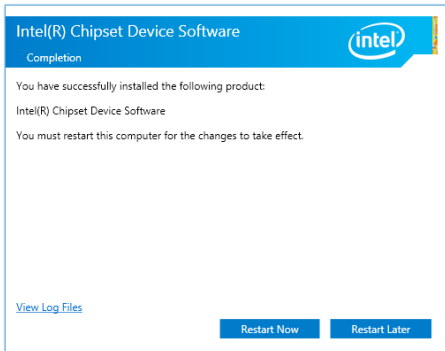 Intel(R) Chipset Device Software
intel
Completion
You have successfully installed the following product:
Intel(R) Chipset Device Software
You must restart this computer for the changes to take effect.
View Log Files
Restart Now
Restart Later